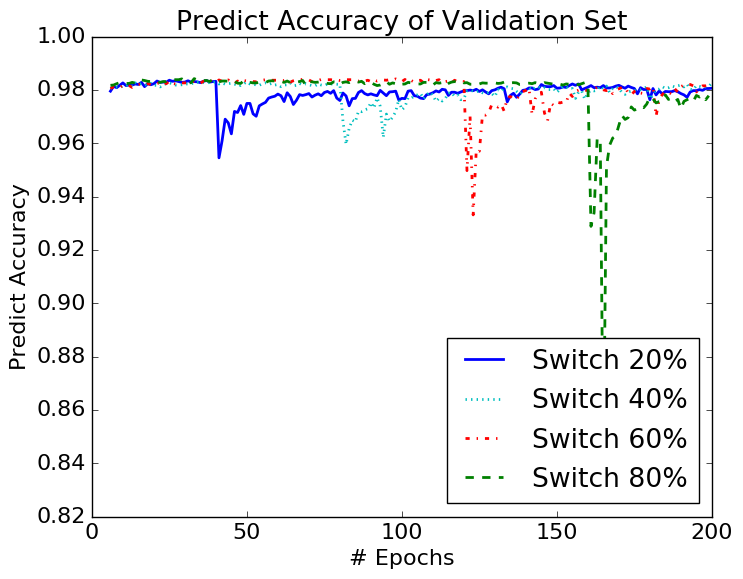 Predict Accuracy of Validation Set
1.00
0.98
0.96
0.94
0.92
0.90
0.88
0.86
0.84
0.82
Predict Accuracy
Switch 20%
Switch 40%
Switch 60%
Switch 80%
0 50 100 150 200
# Epochs